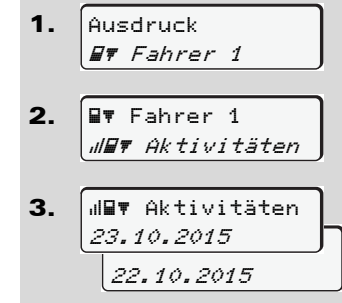 1.
Ausdruck
Fahrer 1
2.
Fahrer 1
Aktivitäten
3.
Aktivitäten
23.10.2015
22.10.2015